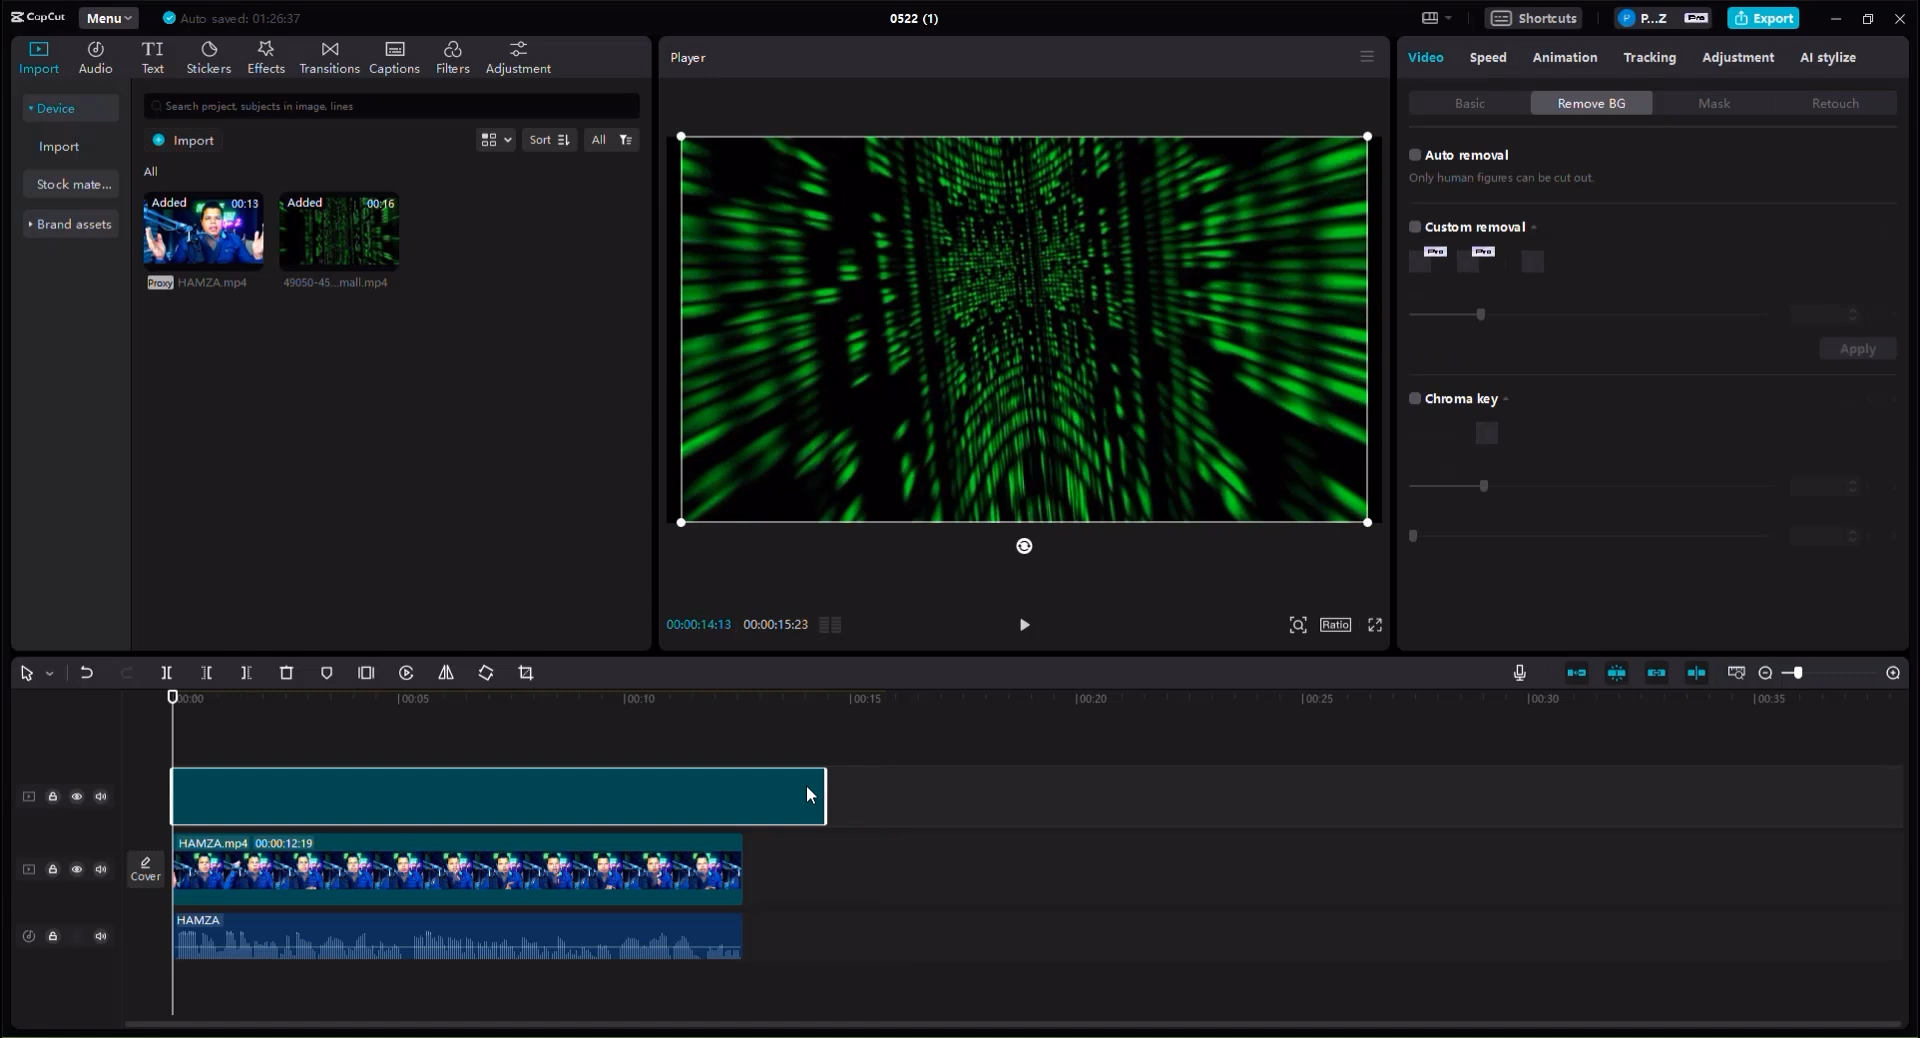 CapCut
Menu
Auto saved: 01:26:37
0522 (1)
Shortcuts
P...Z
Pro
Export
Import
Audio
TI
Text
Stickers
Effects
Transitions
Captions
Filters
Adjustment
Player
Video
Speed
Animation
Tracking
Adjustment
AI stylize
Device
Import
Stock mate...
Brand assets
Search project, subjects in image, lines
Import
Sort
All
All
Added 00:13
Added 00:16
Proxy HAMZA.mp4
49050-45...mall.mp4
Basic
Remove BG
Mask
Retouch
Auto removal
Only human figures can be cut out.
Custom removal
Pro
Pro
Apply
Chroma key
00:00:14:13 00:00:15:23
Ratio
00:00
00:05
00:10
00:15
00:20
00:25
00:30
00:35
Cover
HAMZA.mp4 00:00:12:19
HAMZA